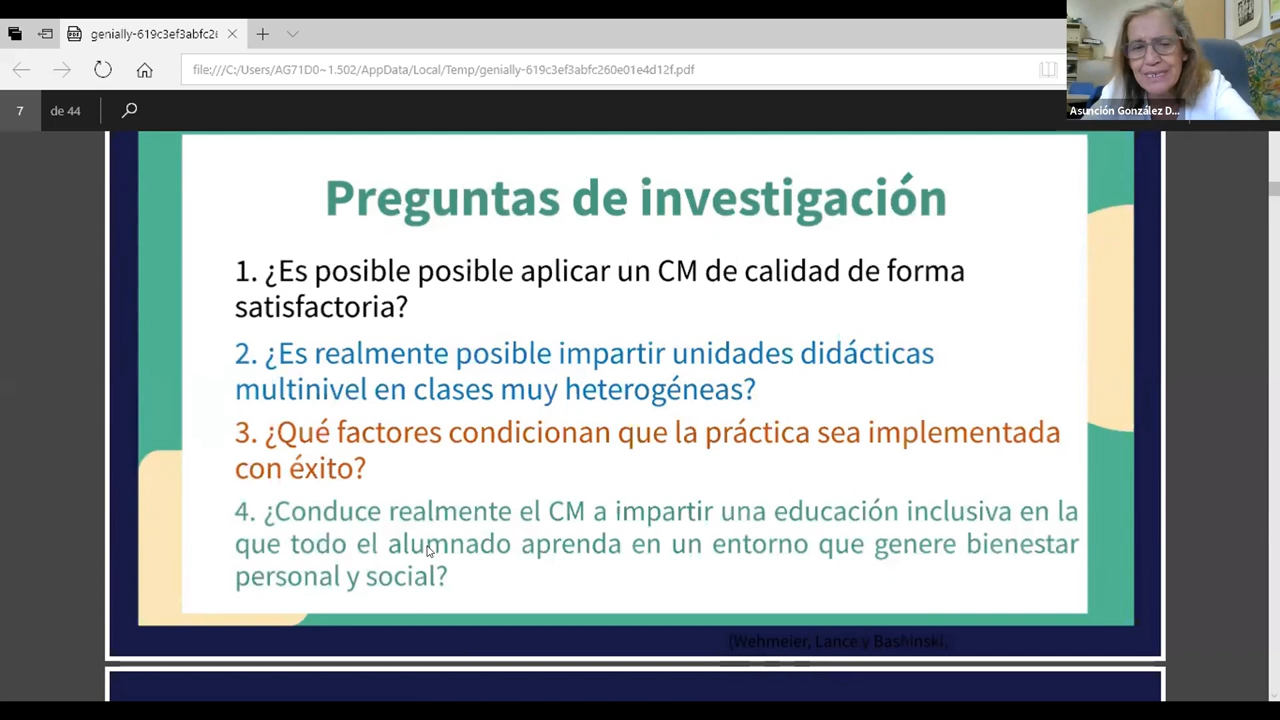 genially-619c3ef3abfc2
file:///C:/Users/AG71D0~1.502/AppData/Local/Temp/genially-619c3ef3abfc260e01e4d12f.pdf
Asunción González D...
7 de 44
Preguntas de investigación
1. ¿Es posible posible aplicar un CM de calidad de forma
satisfactoria?
2. ¿Es realmente posible impartir unidades didácticas
multinivel en clases muy heterogéneas?
3. ¿Qué factores condicionan que la práctica sea implementada
con éxito?
4. ¿Conduce realmente el CM a impartir una educación inclusiva en la
que todo el alumnado aprenda en un entorno que genere bienestar
personal y social?
(Wehmeier, Lance y Bashinski,